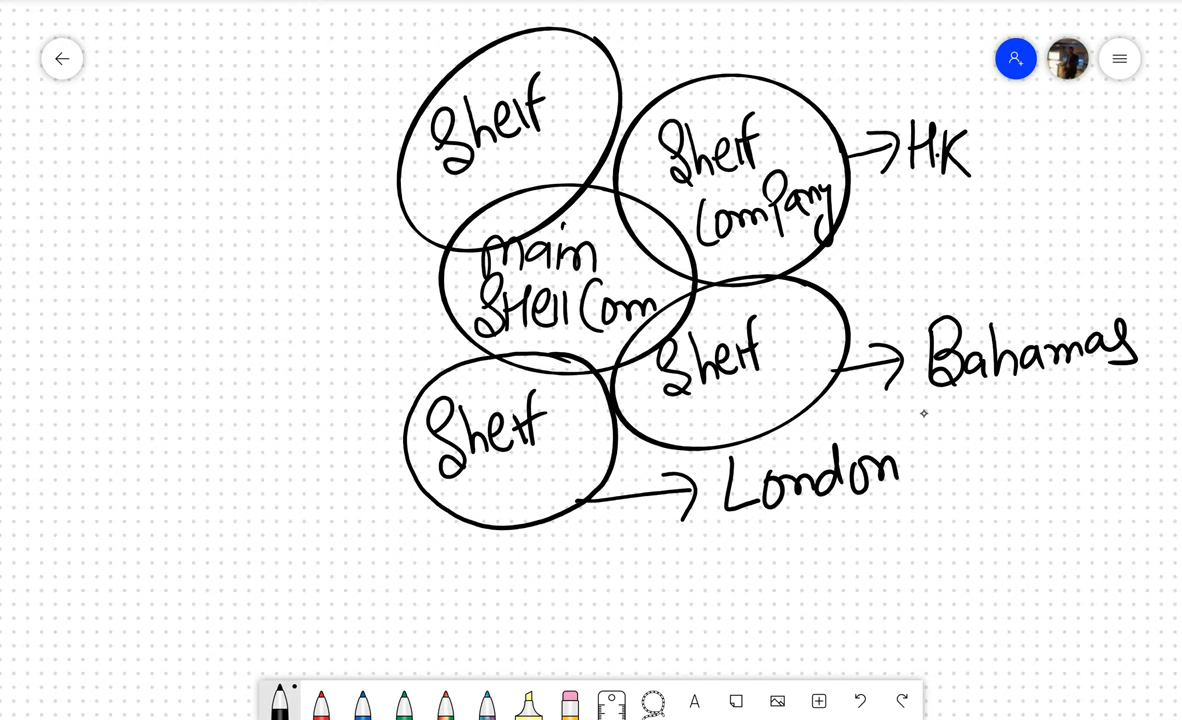 Shelf
Shelf
Company
→ H.K
main
SHEll Com
Shelf
→ Bahamas
Shelf
→ London
A